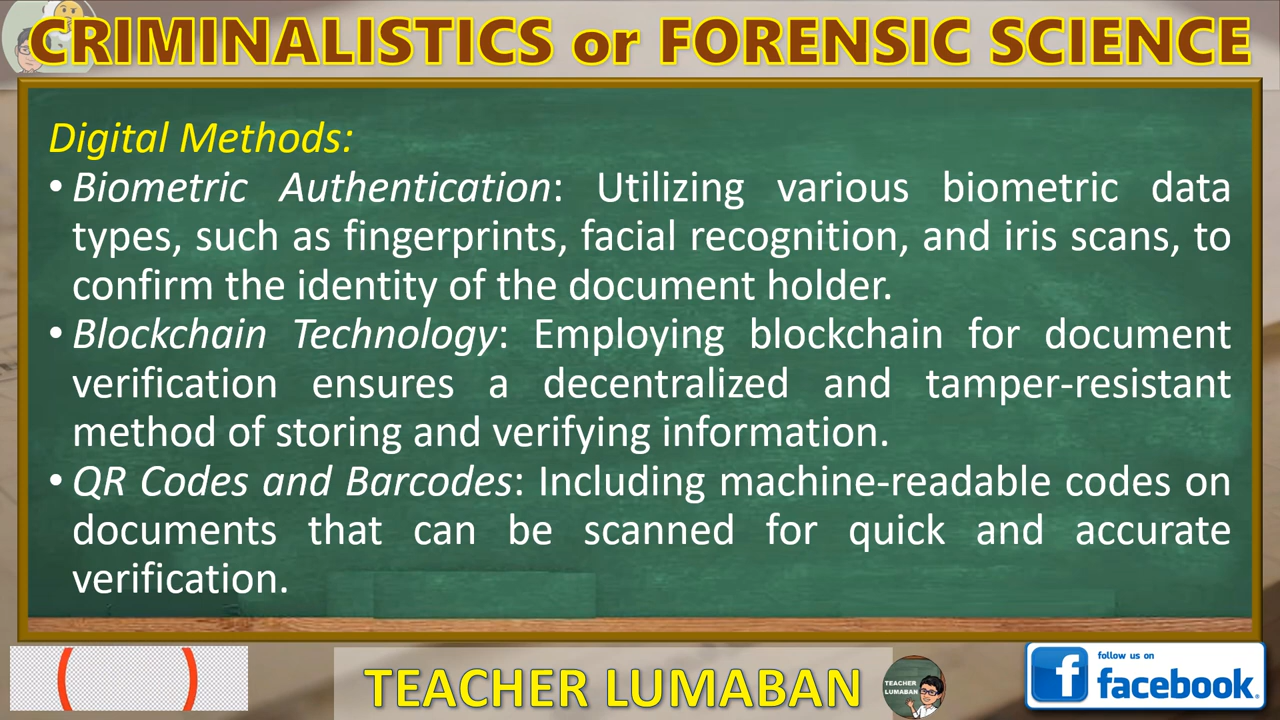 CRIMINALISTICS or FORENSIC SCIENCE
Digital Methods:
• Biometric Authentication: Utilizing various biometric data
types, such as fingerprints, facial recognition, and iris scans, to
confirm the identity of the document holder.
• Blockchain Technology: Employing blockchain for document
verification ensures a decentralized and tamper-resistant
method of storing and verifying information.
• QR Codes and Barcodes: Including machine-readable codes on
documents that can be scanned for quick and accurate
verification.
TEACHER LUMABAN
TEACHER
LUMABAN
follow us on
facebook.